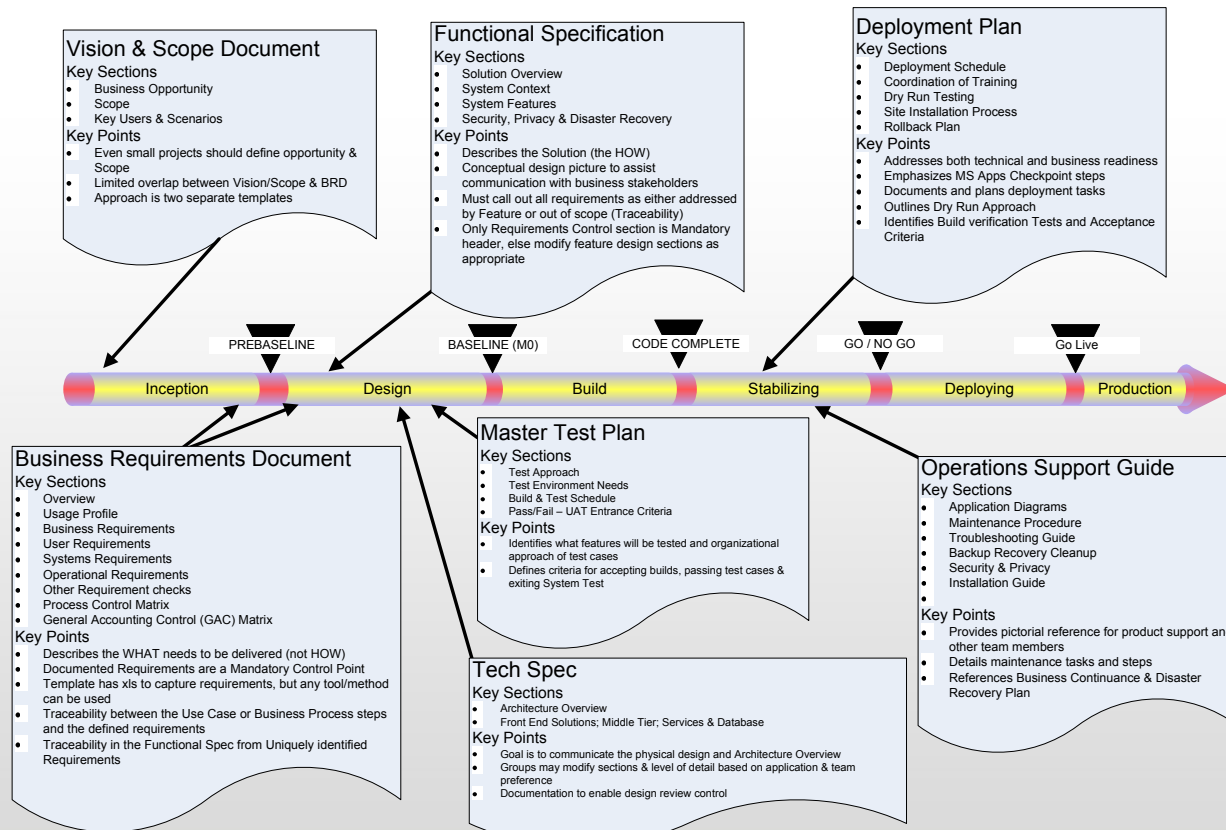 Vision & Scope Document
Key Sections
• Business Opportunity
• Scope
• Key Users & Scenarios
Key Points
• Even small projects should define opportunity &
Scope
• Limited overlap between Vision/Scope & BRD
• Approach is two separate templates
Functional Specification
Key Sections
• Solution Overview
• System Context
• System Features
• Security, Privacy & Disaster Recovery
Key Points
• Describes the Solution (the HOW)
• Conceptual design picture to assist
communication with business stakeholders
• Must call out all requirements as either addressed
by Feature or out of scope (Traceability)
• Only Requirements Control section is Mandatory
header, else modify feature design sections as
appropriate
Deployment Plan
Key Sections
• Deployment Schedule
• Coordination of Training
• Dry Run Testing
• Site Installation Process
• Rollback Plan
Key Points
• Addresses both technical and business readiness
• Emphasizes MS Apps Checkpoint steps
• Documents and plans deployment tasks
• Outlines Dry Run Approach
• Identifies Build verification Tests and Acceptance
Criteria
PREBASELINE
BASELINE (M0)
CODE COMPLETE
GO / NO GO
Go Live
Inception
Design
Build
Stabilizing
Deploying
Production
Business Requirements Document
Key Sections
• Overview
• Usage Profile
• Business Requirements
• User Requirements
• Systems Requirements
• Operational Requirements
• Other Requirement checks
• Process Control Matrix
• General Accounting Control (GAC) Matrix
Key Points
• Describes the WHAT needs to be delivered (not HOW)
• Documented Requirements are a Mandatory Control Point
• Template has xls to capture requirements, but any tool/method
can be used
• Traceability between the Use Case or Business Process steps
and the defined requirements
• Traceability in the Functional Spec from Uniquely identified
Requirements
Master Test Plan
Key Sections
• Test Approach
• Test Environment Needs
• Build & Test Schedule
• Pass/Fail – UAT Entrance Criteria
Key Points
• Identifies what features will be tested and organizational
approach of test cases
• Defines criteria for accepting builds, passing test cases &
exiting System Test
Tech Spec
Key Sections
• Architecture Overview
• Front End Solutions; Middle Tier; Services & Database
Key Points
• Goal is to communicate the physical design and Architecture Overview
• Groups may modify sections & level of detail based on application & team
preference
• Documentation to enable design review control
Operations Support Guide
Key Sections
• Application Diagrams
• Maintenance Procedure
• Troubleshooting Guide
• Backup Recovery Cleanup
• Security & Privacy
• Installation Guide
•
Key Points
• Provides pictorial reference for product support an
other team members
• Details maintenance tasks and steps
• References Business Continuance & Disaster
Recovery Plan